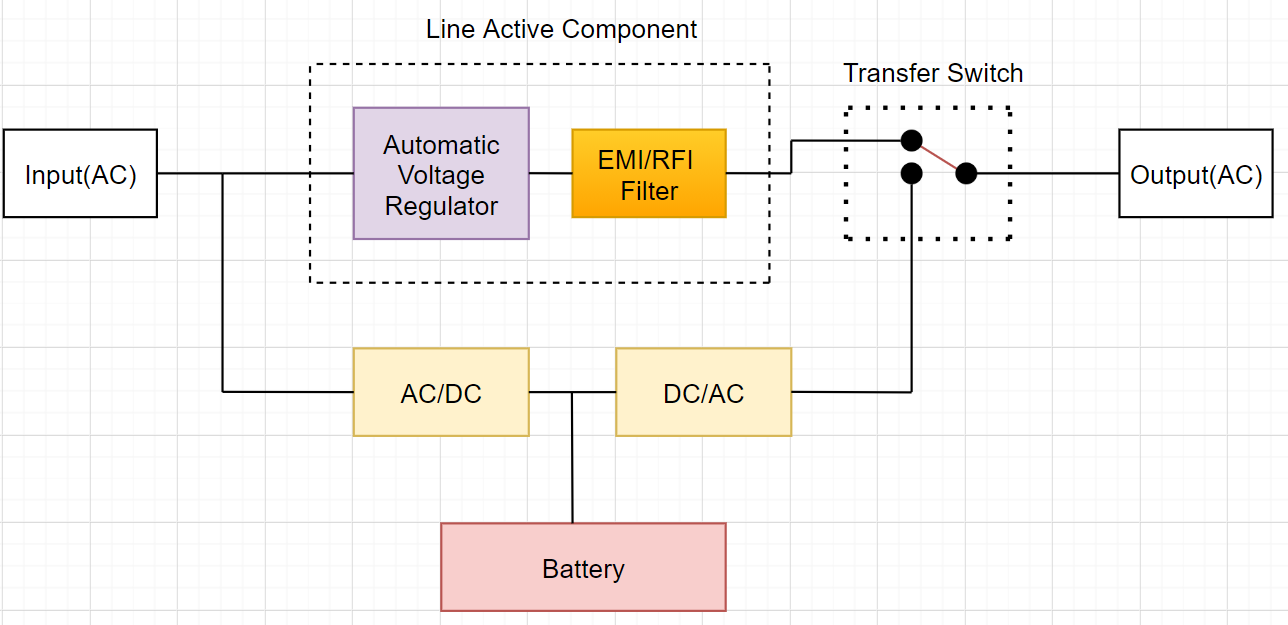 Line Active Component
Transfer Switch
Input(AC)
Automatic
Voltage
Regulator
EMI/RFI
Filter
Output(AC)
AC/DC
DC/AC
Battery